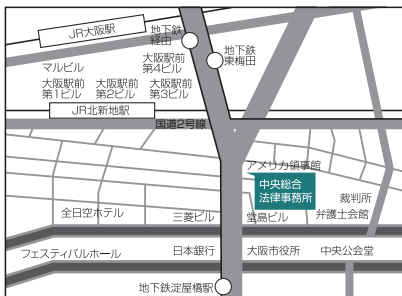 JR大阪駅
地下鉄
経由
地下鉄
東梅田
マルビル
大阪駅前
第4ビル
大阪駅前
第1ビル
大阪駅前
第2ビル
大阪駅前
第3ビル
JR北新地駅
国道2号線
アメリカ領事館
中央総合
法律事務所
裁判所
全日空ホテル
三菱ビル
堂島ビル
弁護士会館
フェスティバルホール
日本銀行
大阪市役所
中央公会堂
地下鉄淀屋橋駅